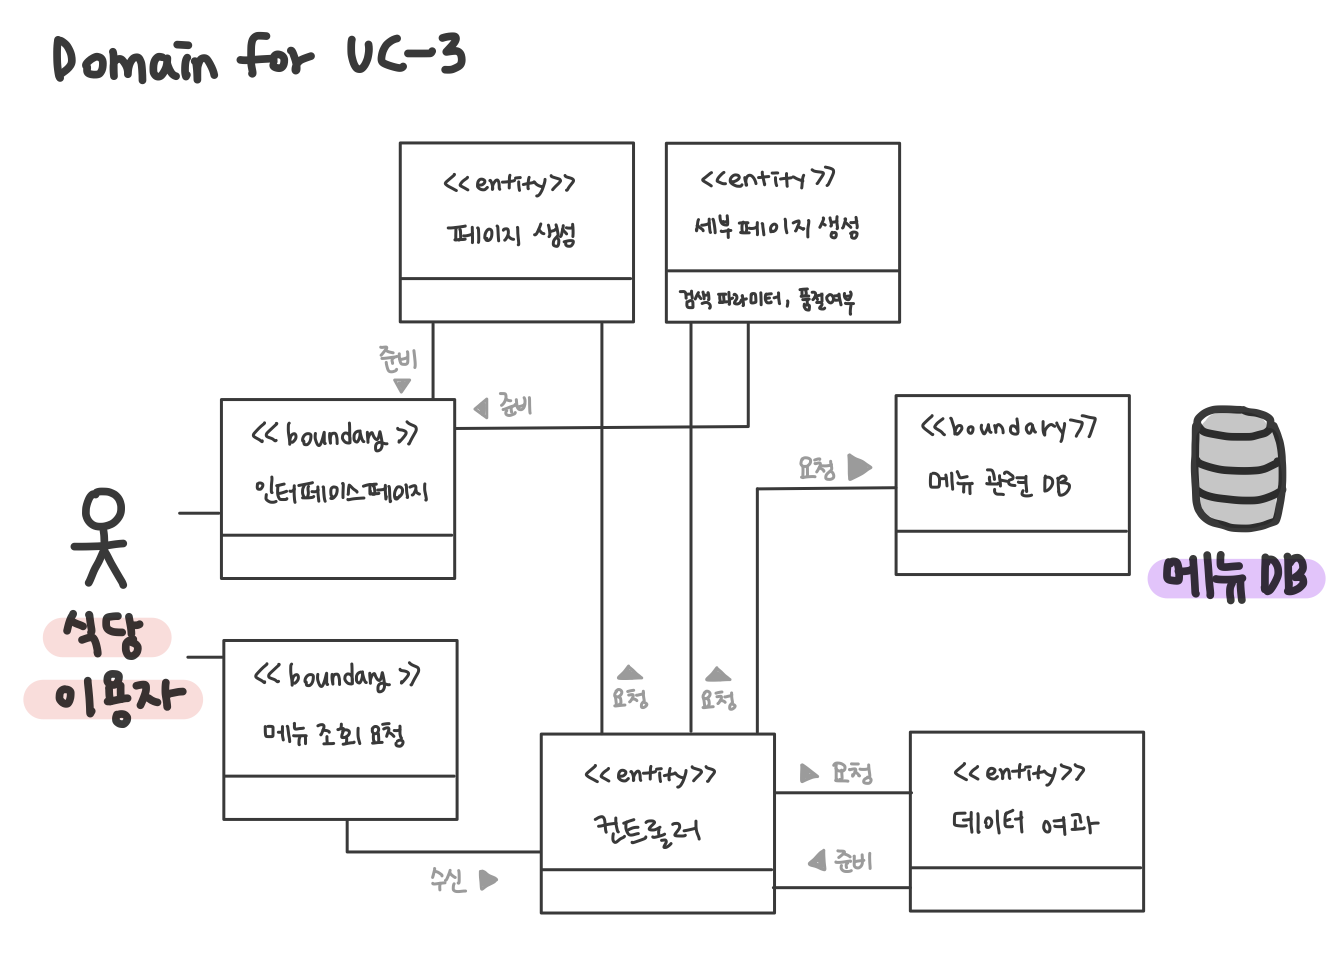 Domain for UC-3
<<entity>>
페이지 생성
<<entity>>
세부 페이지 생성
검색 파라미터, 품절여부
준비
준비
<<boundary>>
인터페이스 페이지
요청
<<boundary>>
메뉴 관련 DB
메뉴 DB
식당
이용자
<<boundary>>
메뉴 조회 요청
요청
요청
<<entity>>
컨트롤러
요청
준비
<<entity>>
데이터 여과
수신